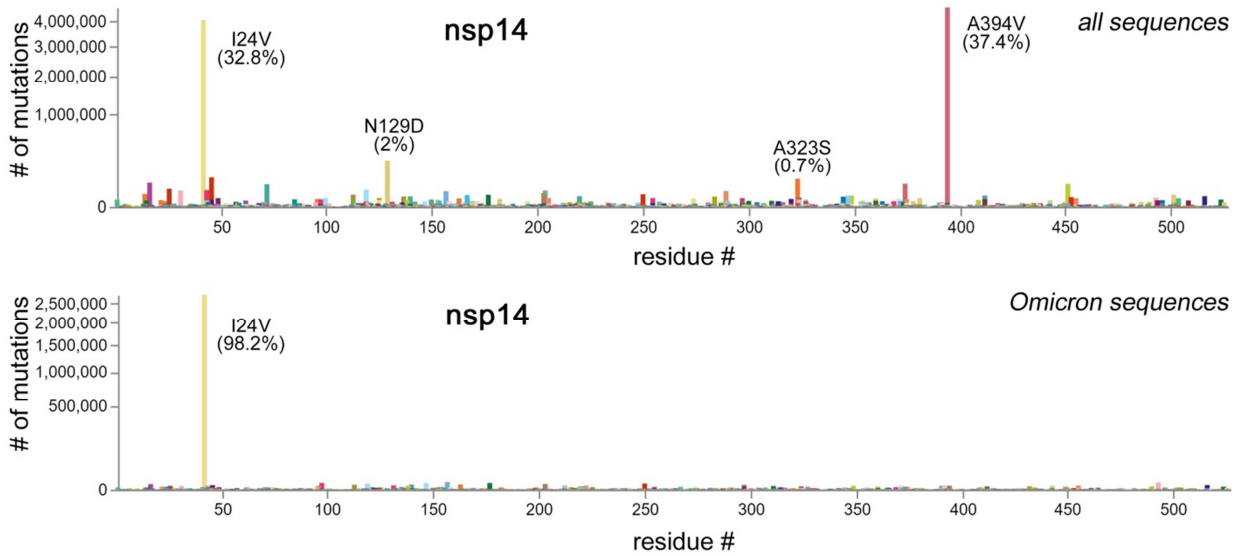 nsp14
all sequences
# of mutations
4,000,000
3,000,000
2,000,000
1,000,000
0
I24V
(32.8%)
N129D
(2%)
A323S
(0.7%)
A394V
(37.4%)
50
100
150
200
250
300
350
400
450
500
residue #
nsp14
Omicron sequences
# of mutations
2,500,000
2,000,000
1,500,000
1,000,000
500,000
0
I24V
(98.2%)
50
100
150
200
250
300
350
400
450
500
residue #